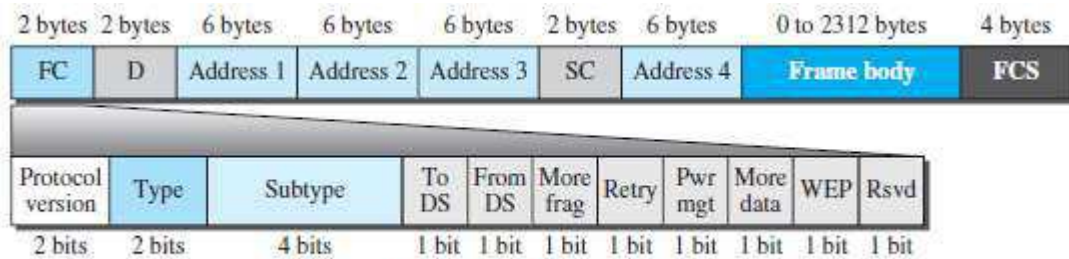 2 bytes 2 bytes 6 bytes 6 bytes 6 bytes 2 bytes 6 bytes 0 to 2312 bytes 4 bytes
FC D Address 1 Address 2 Address 3 SC Address 4 Frame body FCS
Protocol version Type Subtype To DS From DS More frag Retry Pwr mgt More data WEP Rsvd
2 bits 2 bits 4 bits 1 bit 1 bit 1 bit 1 bit 1 bit 1 bit 1 bit 1 bit